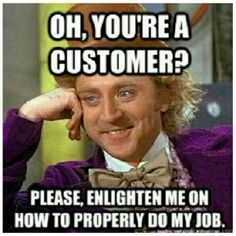 OH, YOU'RE A
CUSTOMER?
PLEASE, ENLIGHTEN ME ON
HOW TO PROPERLY DO MY JOB.